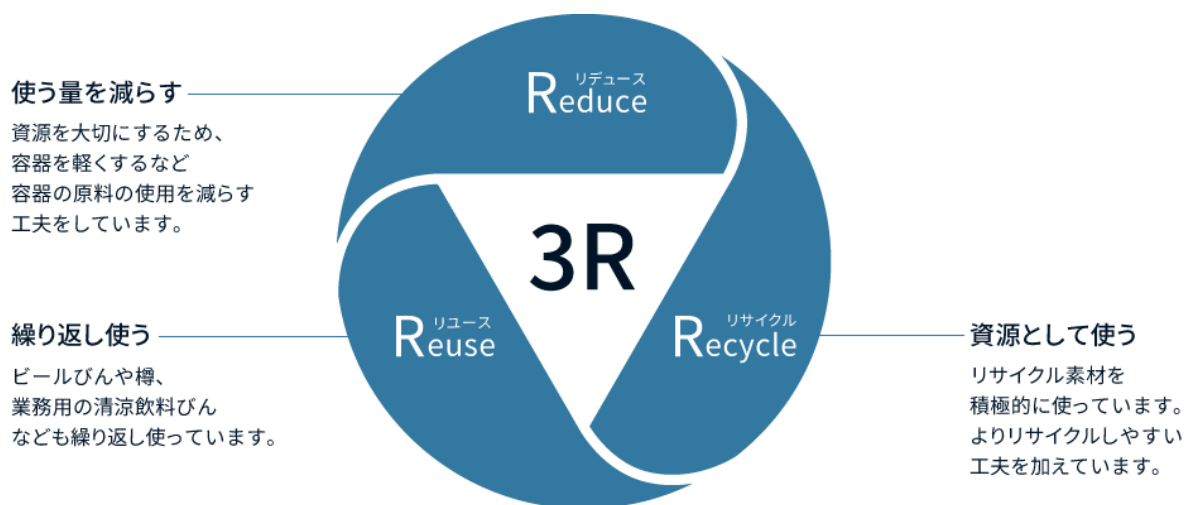 リデュース
Reduce
使う量を減らす
資源を大切にするため、
容器を軽くするなど
容器の原料の使用を減らす
工夫をしています。
3R
リユース
Reuse
繰り返し使う
ビールびんや樽、
業務用の清涼飲料びん
なども繰り返し使っています。
リサイクル
Recycle
資源として使う
リサイクル素材を
積極的に使っています。
よりリサイクルしやすい
工夫を加えています。